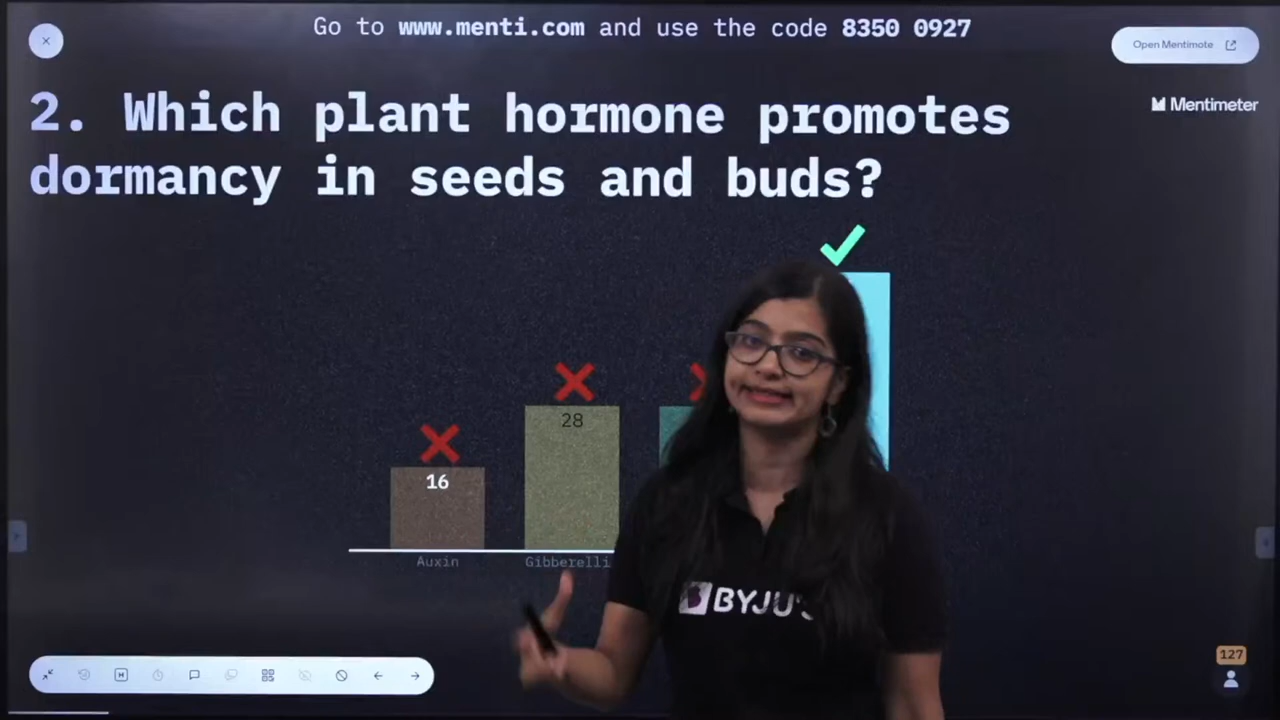 Go to www.menti.com and use the code 8350 0927
Open Mentimote
Mentimeter
2. Which plant hormone promotes
dormancy in seeds and buds?
28
16
Auxin
Gibberelli
BYJU'S
H
127